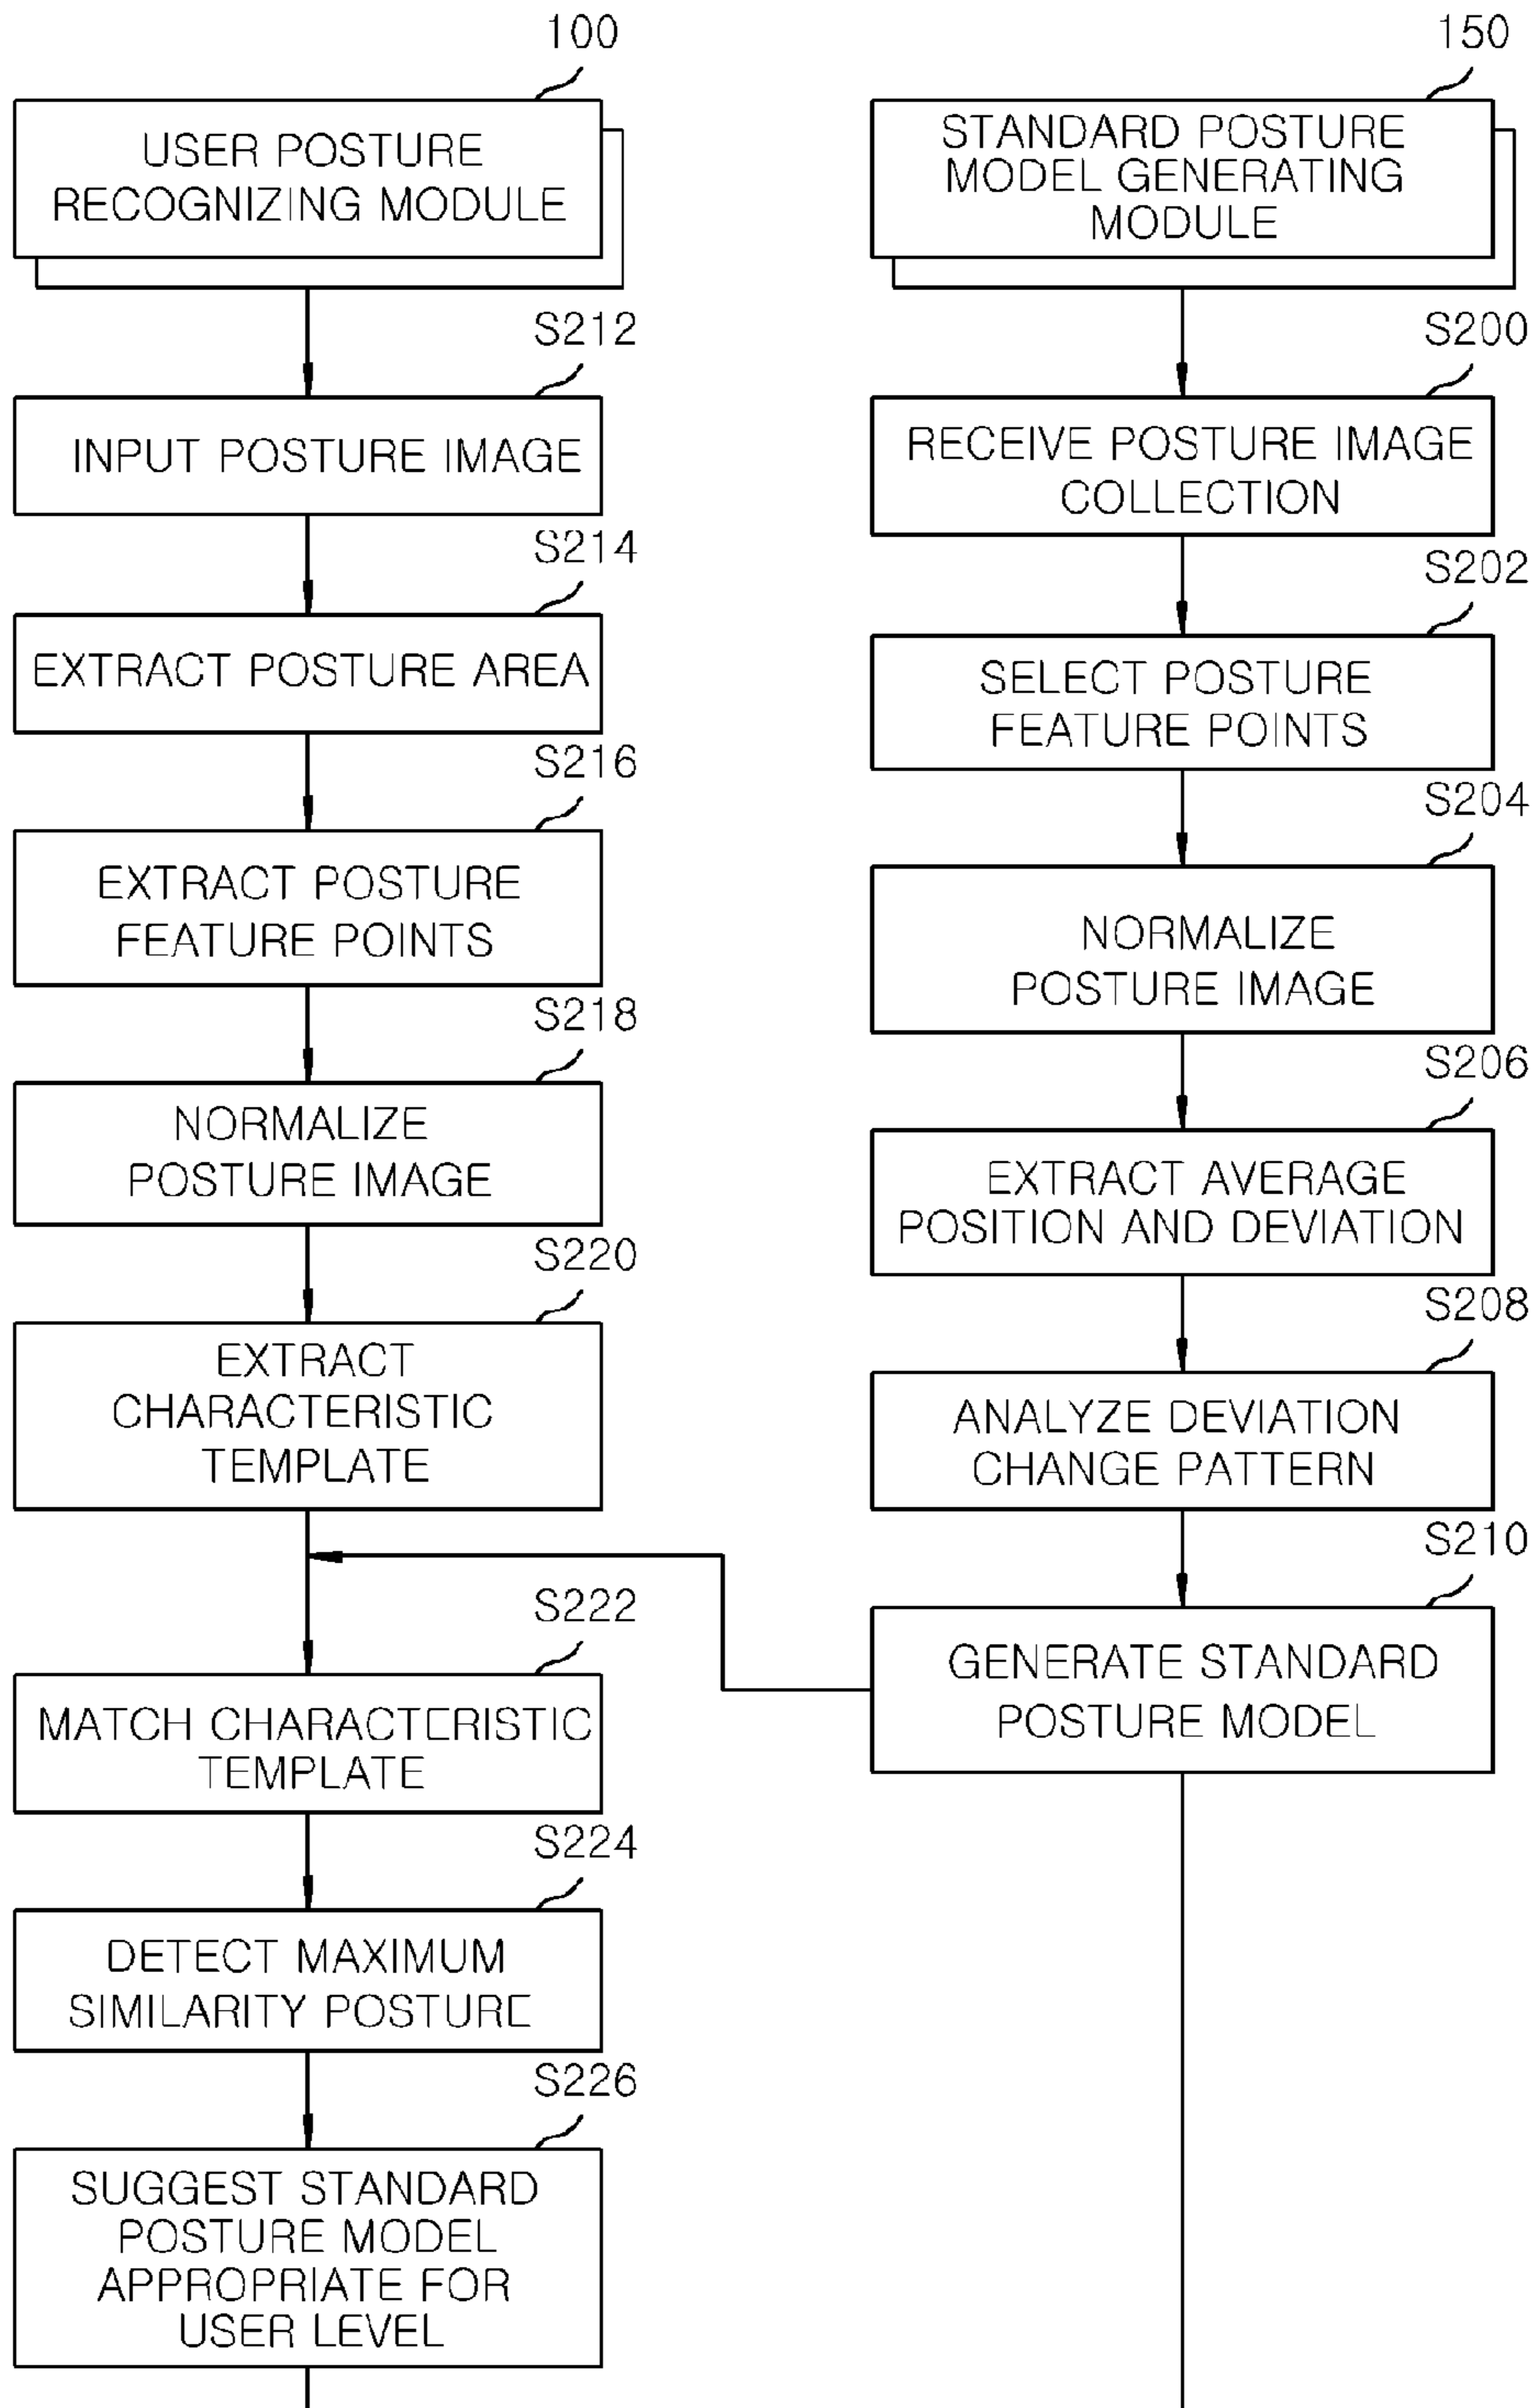 100
USER POSTURE
RECOGNIZING MODULE
S212
INPUT POSTURE IMAGE
S214
EXTRACT POSTURE AREA
S216
EXTRACT POSTURE
FEATURE POINTS
S218
NORMALIZE
POSTURE IMAGE
S220
EXTRACT
CHARACTERISTIC
TEMPLATE
S222
MATCH CHARACTERISTIC
TEMPLATE
S224
DETECT MAXIMUM
SIMILARITY POSTURE
S226
SUGGEST STANDARD
POSTURE MODEL
APPROPRIATE FOR
USER LEVEL
150
STANDARD POSTURE
MODEL GENERATING
MODULE
S200
RECEIVE POSTURE IMAGE
COLLECTION
S202
SELECT POSTURE
FEATURE POINTS
S204
NORMALIZE
POSTURE IMAGE
S206
EXTRACT AVERAGE
POSITION AND DEVIATION
S208
ANALYZE DEVIATION
CHANGE PATTERN
S210
GENERATE STANDARD
POSTURE MODEL